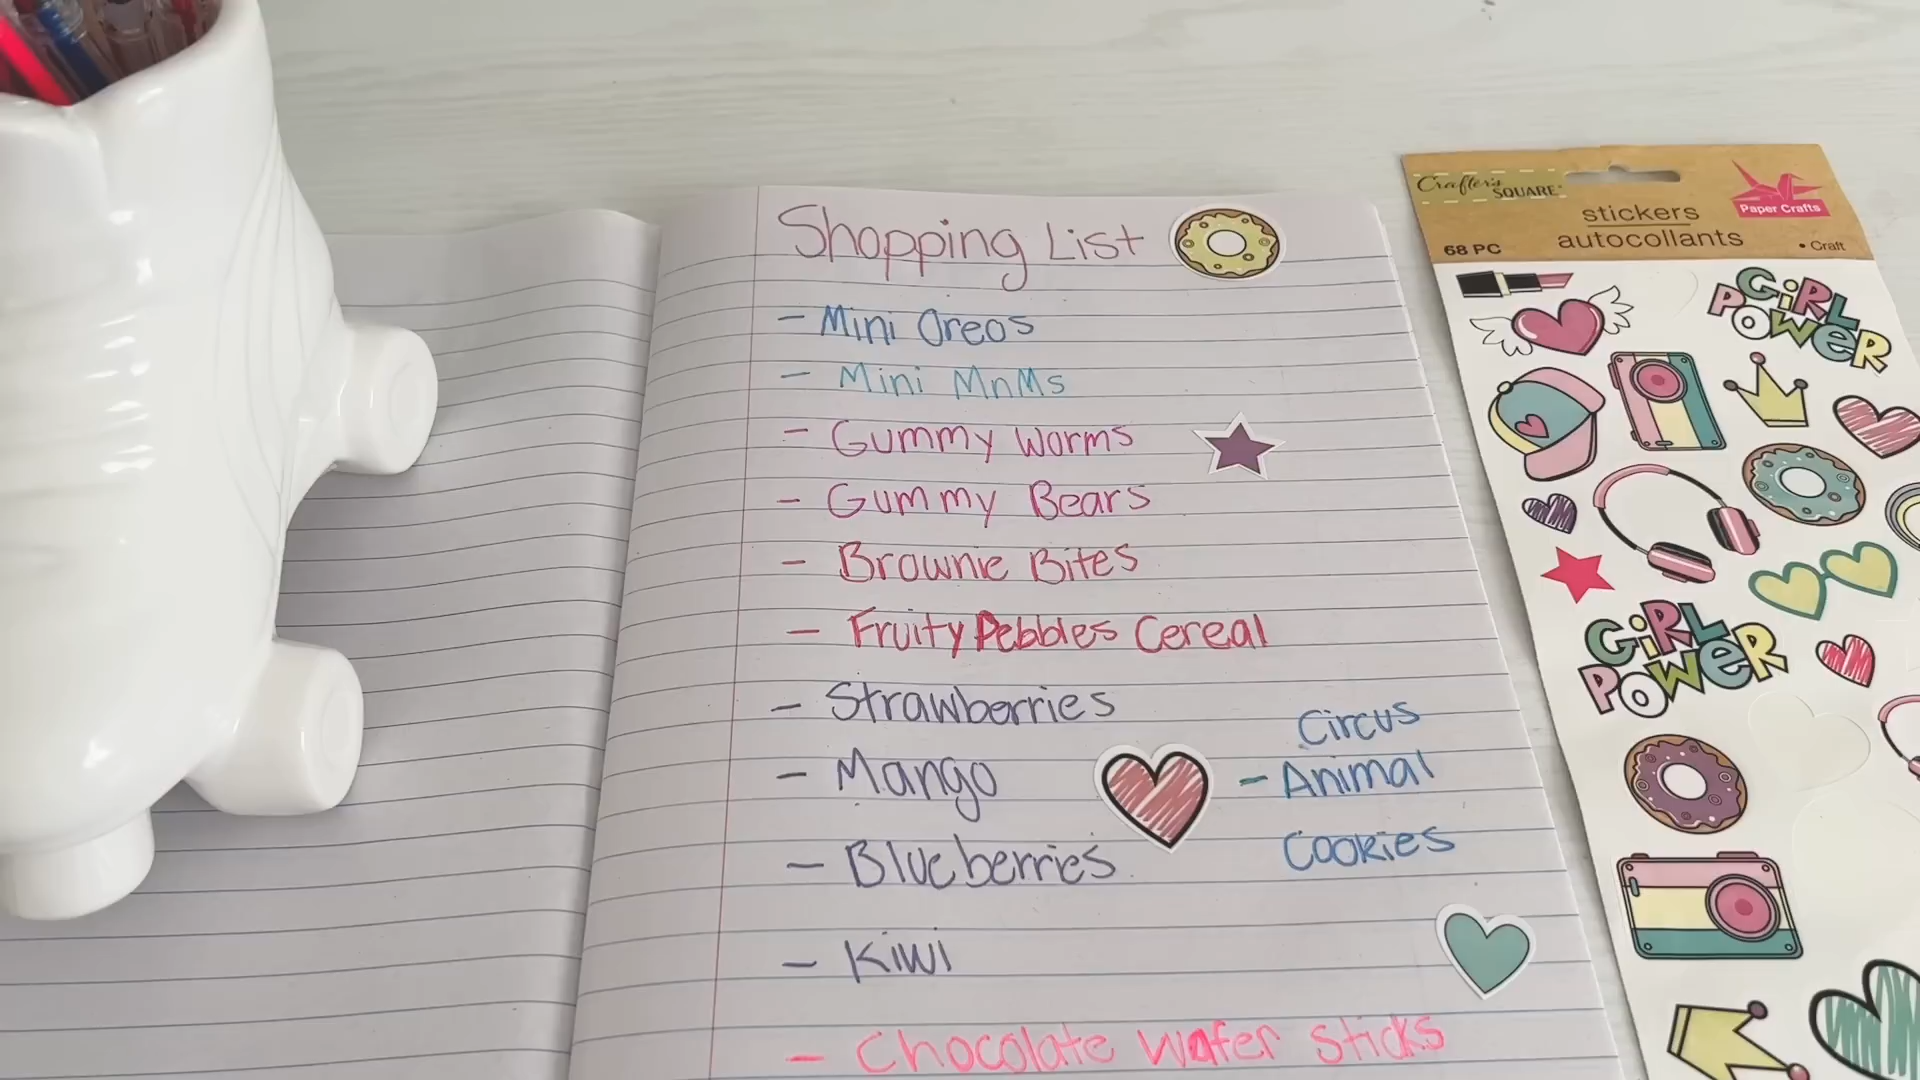 Shopping List
- Mini Oreos
- Mini MnMs
- Gummy Worms
- Gummy Bears
- Brownie Bites
- Fruity Pebbles Cereal
- Strawberries
- Mango
- Blueberries
- Kiwi
- Chocolate Wafer Sticks
Circus
- Animal
Cookies
Crafter's SQUARE
Paper Crafts
stickers
autocollants
68 PC
• Craft
GiRL
POWeR
GiRL
POWeR